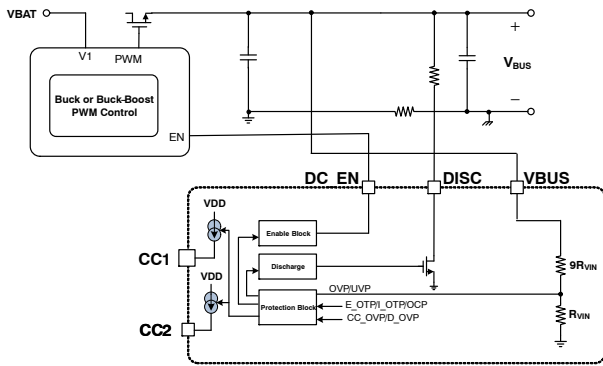 VBAT
V1
PWM
Buck or Buck-Boost
PWM Control
EN
+
VBUS
−
DC_EN
DISC
VBUS
VDD
CC1
Enable Block
Discharge
VDD
CC2
Protection Block
OVP/UVP
E_OTP/I_OTP/OCP
CC_OVP/D_OVP
9RVIN
RVIN